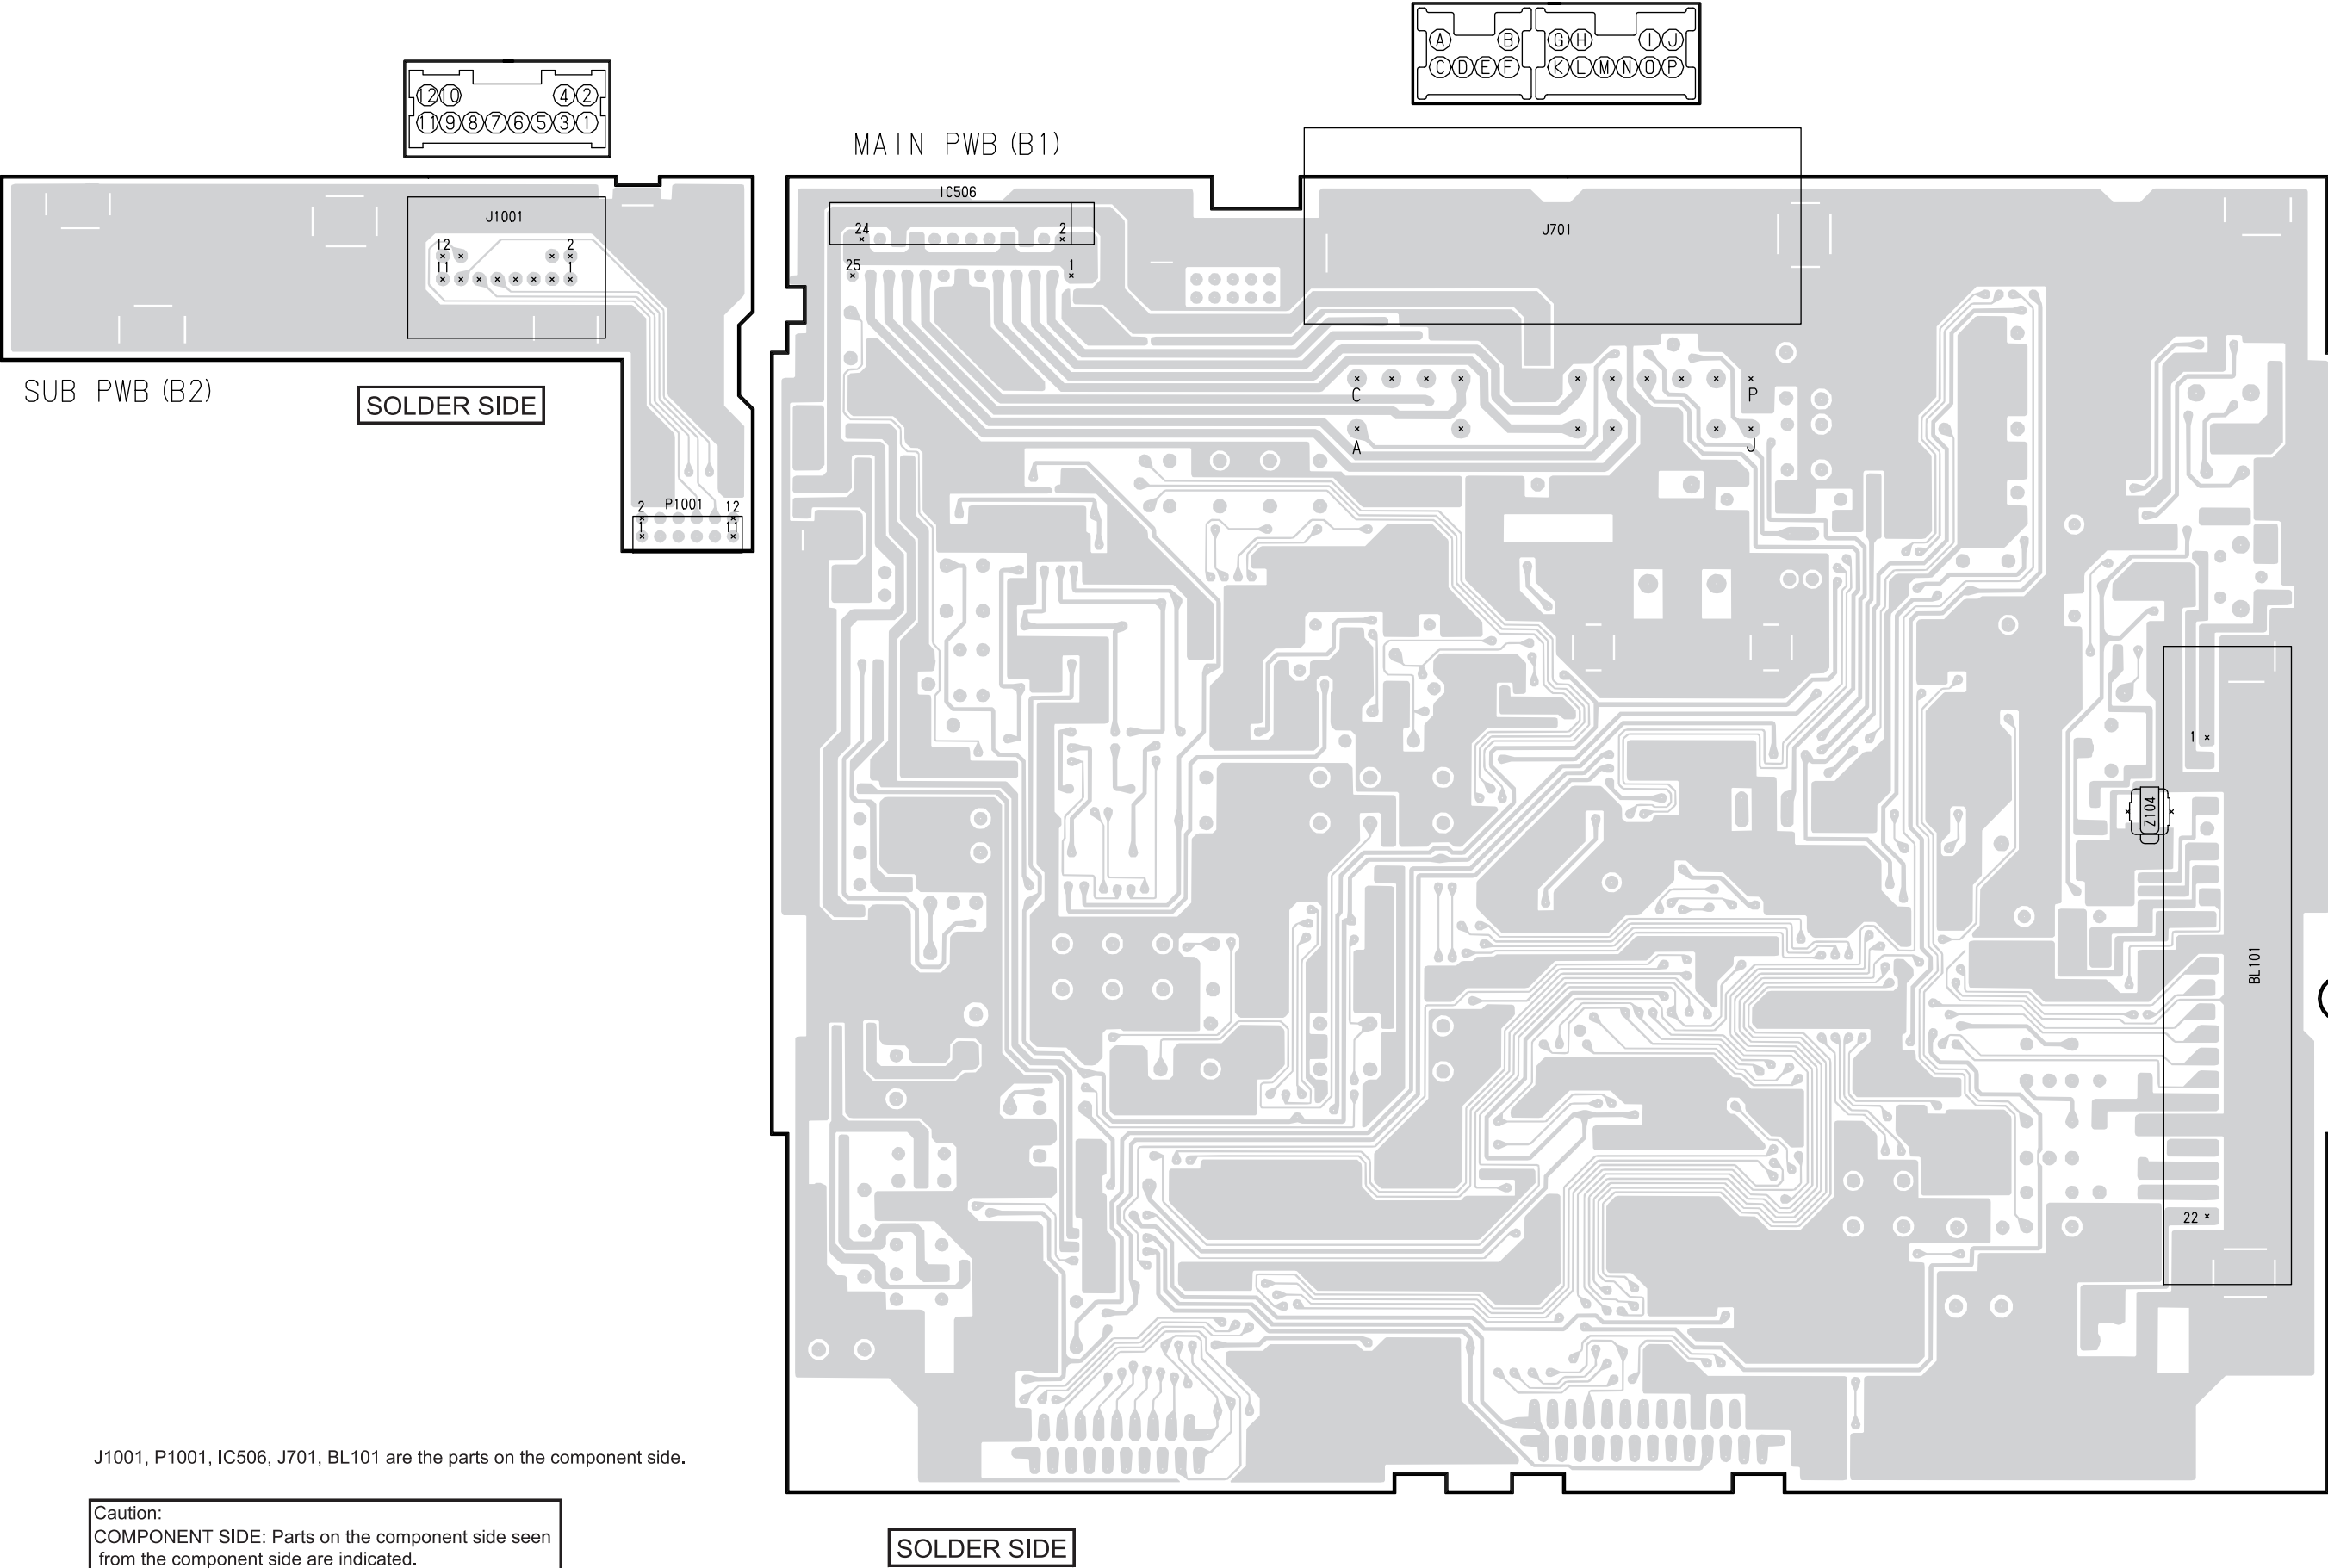 A B G H I J
C D E F K L M N O P
12 10 4 2
11 9 8 7 6 5 3 1
MAIN PWB (B1)
IC506
J1001
24 2
J701
12 2
11 1
25 1
SUB PWB (B2)
SOLDER SIDE
C P
A J
2 P1001 12
1 11
1
Z104
BL101
22
J1001, P1001, IC506, J701, BL101 are the parts on the component side.
Caution:
COMPONENT SIDE: Parts on the component side seen
from the component side are indicated.
SOLDER SIDE